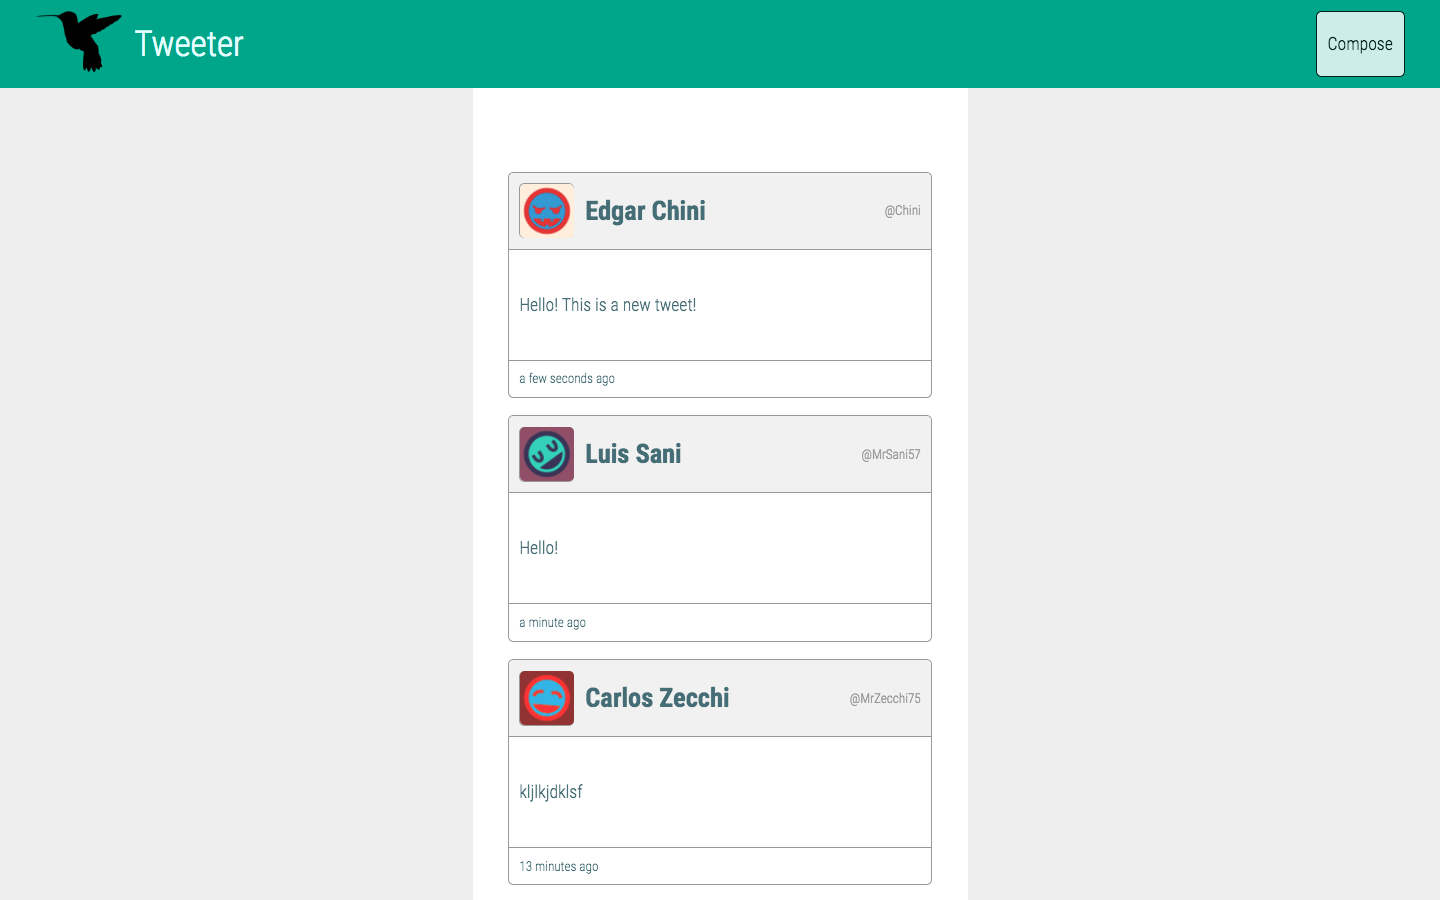 Tweeter
Compose
Edgar Chini @Chini
Hello! This is a new tweet!
a few seconds ago
Luis Sani @MrSani57
Hello!
a minute ago
Carlos Zecchi @MrZecchi75
kljlkjdklsf
13 minutes ago